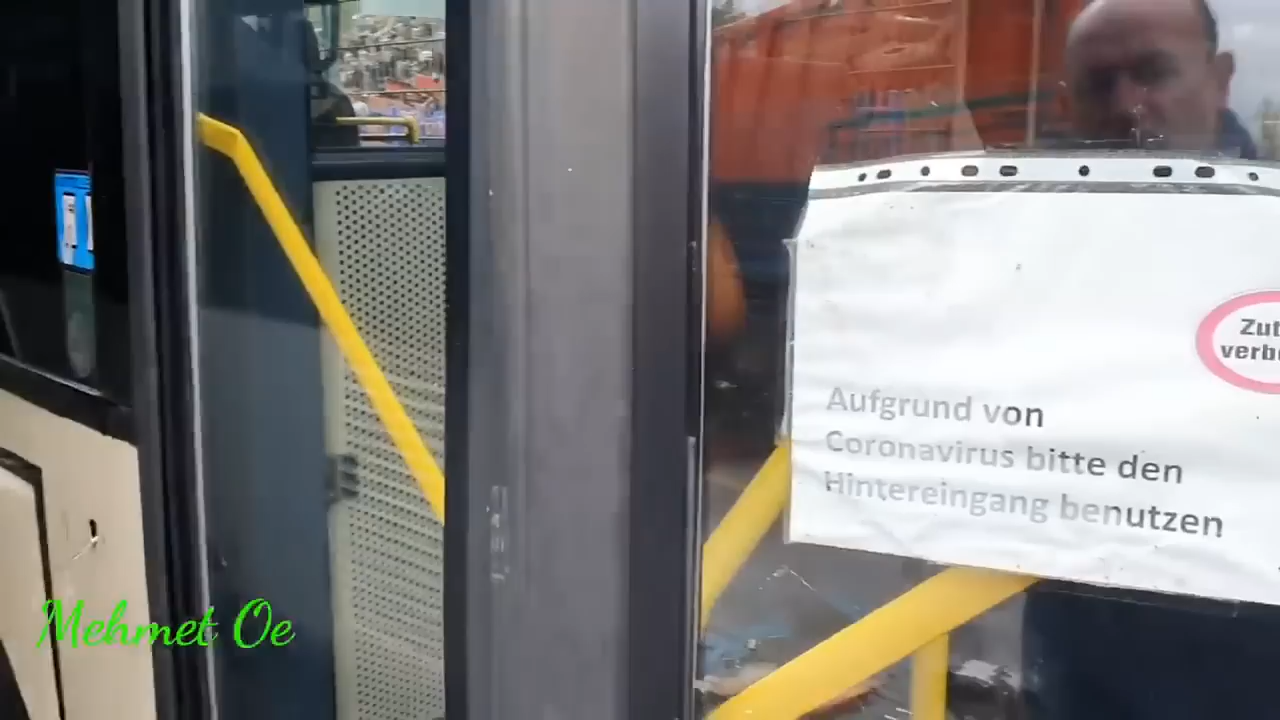 Aufgrund von
Coronavirus bitte den
Hintereingang benutzen
Mehmet Oe